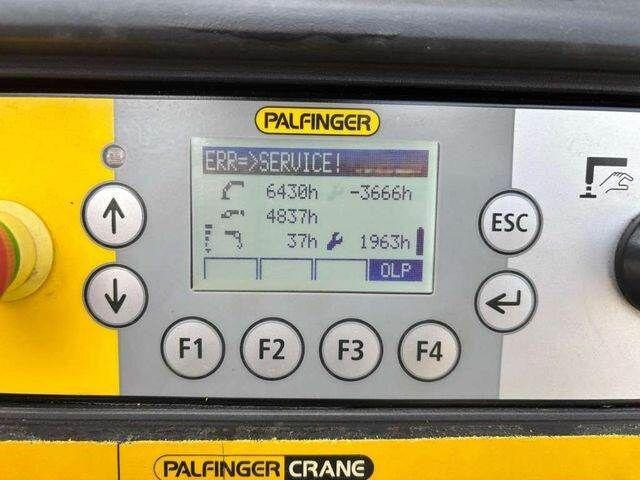 PALFINGER
ERR=>SERVICE!
6430h -3666h
4837h
37h 1963h
OLP
ESC
F1 F2 F3 F4
PALFINGER CRANE